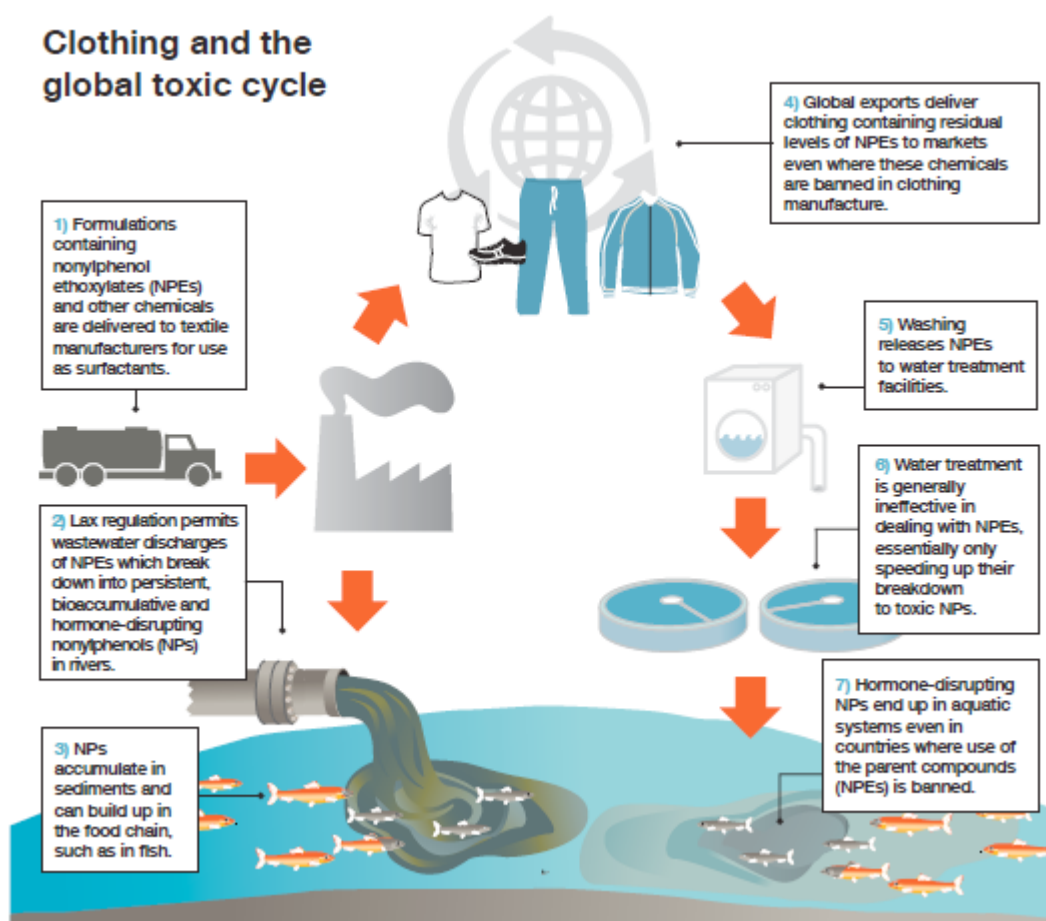 Clothing and the
global toxic cycle
1) Formulations
containing
nonylphenol
ethoxylates (NPEs)
and other chemicals
are delivered to textile
manufacturers for use
as surfactants.
2) Lax regulation permits
wastewater discharges
of NPEs which break
down into persistent,
bioaccumulative and
hormone-disrupting
nonylphenols (NPs)
in rivers.
3) NPs
accumulate in
sediments and
can build up in
the food chain,
such as in fish.
4) Global exports deliver
clothing containing residual
levels of NPEs to markets
even where these chemicals
are banned in clothing
manufacture.
5) Washing
releases NPEs
to water treatment
facilities.
6) Water treatment
is generally
ineffective in
dealing with NPEs,
essentially only
speeding up their
breakdown
to toxic NPs.
7) Hormone-disrupting
NPs end up in aquatic
systems even in
countries where use of
the parent compounds
(NPEs) is banned.